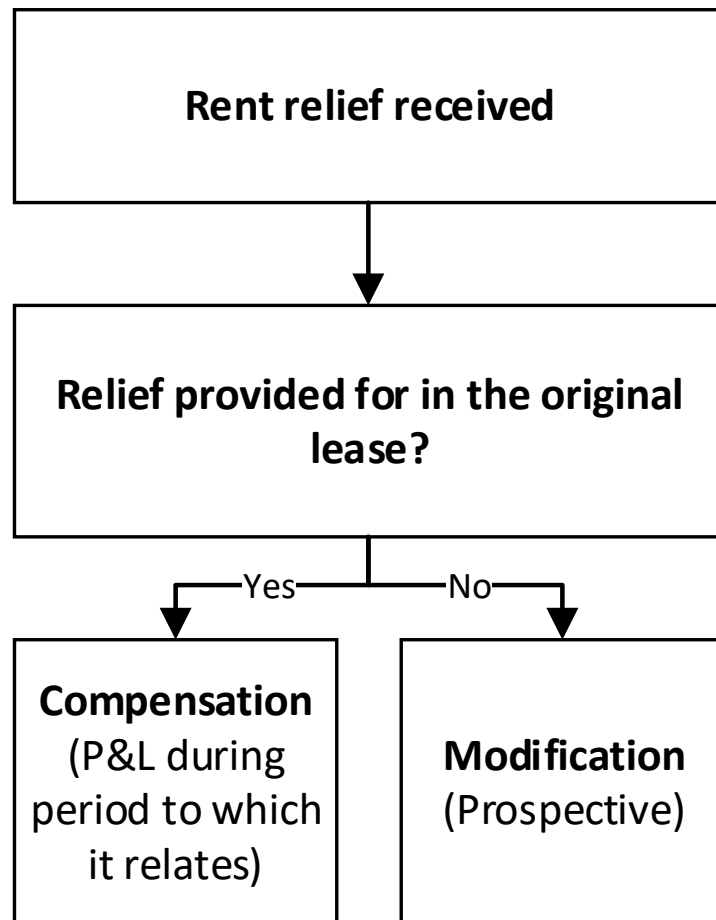 Rent relief received
Relief provided for in the original
lease?
Yes
No
Compensation
(P&L during
period to which
it relates)
Modification
(Prospective)